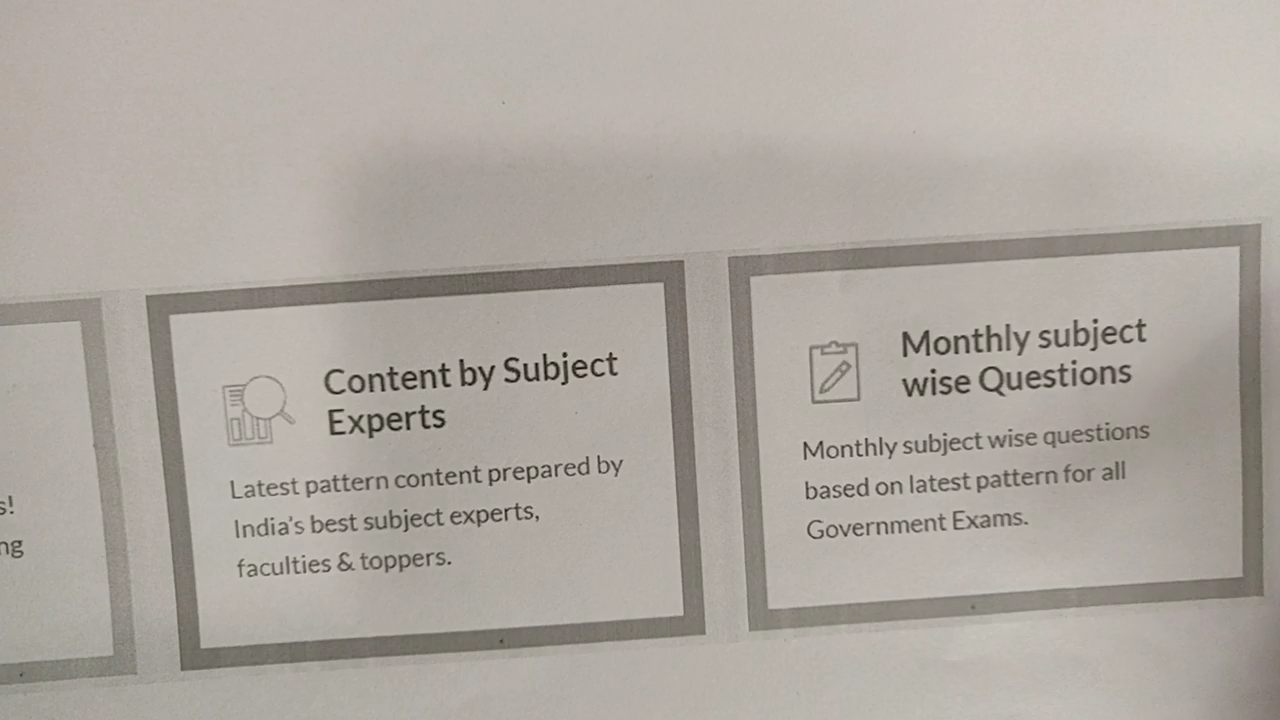 s!
ng
Content by Subject
Experts
Latest pattern content prepared by
India's best subject experts,
faculties & toppers.
Monthly subject
wise Questions
Monthly subject wise questions
based on latest pattern for all
Government Exams.